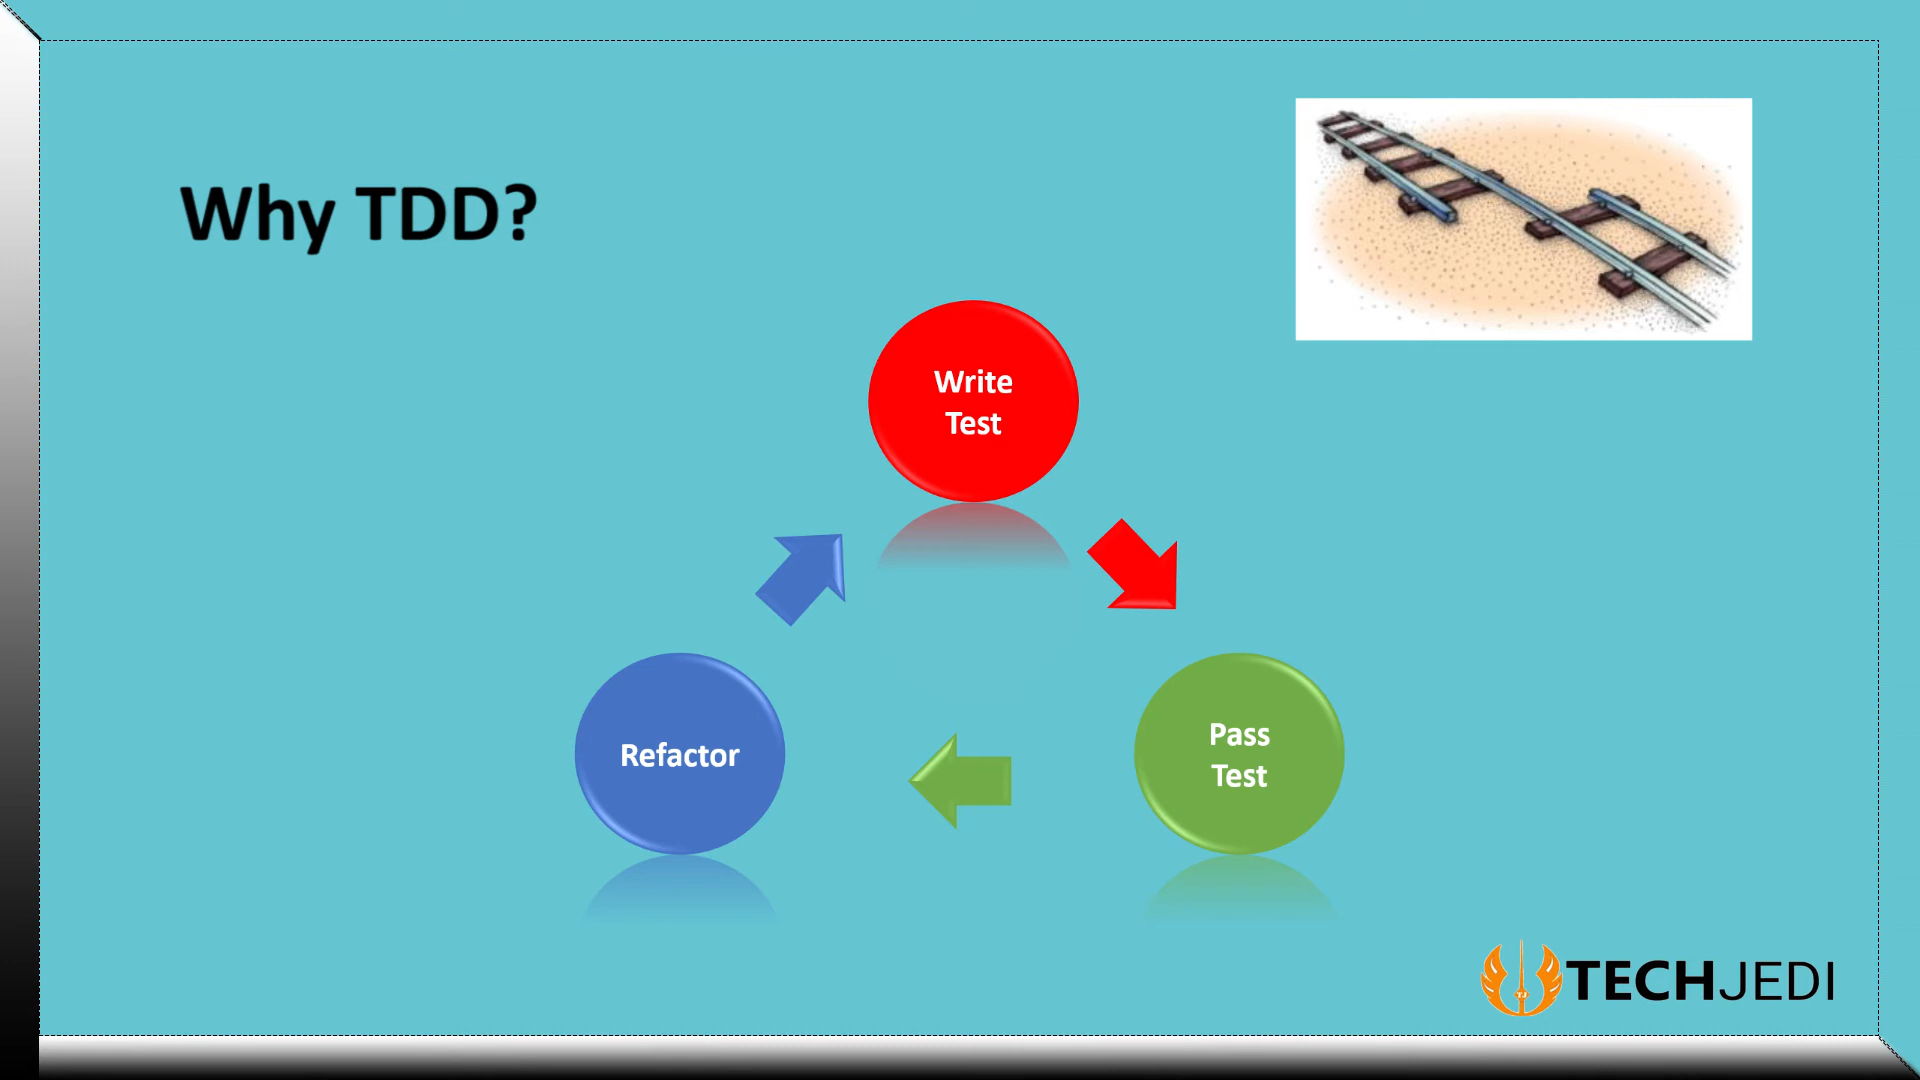 Why TDD?
Write
Test
Pass
Test
Refactor
TECHJEDI